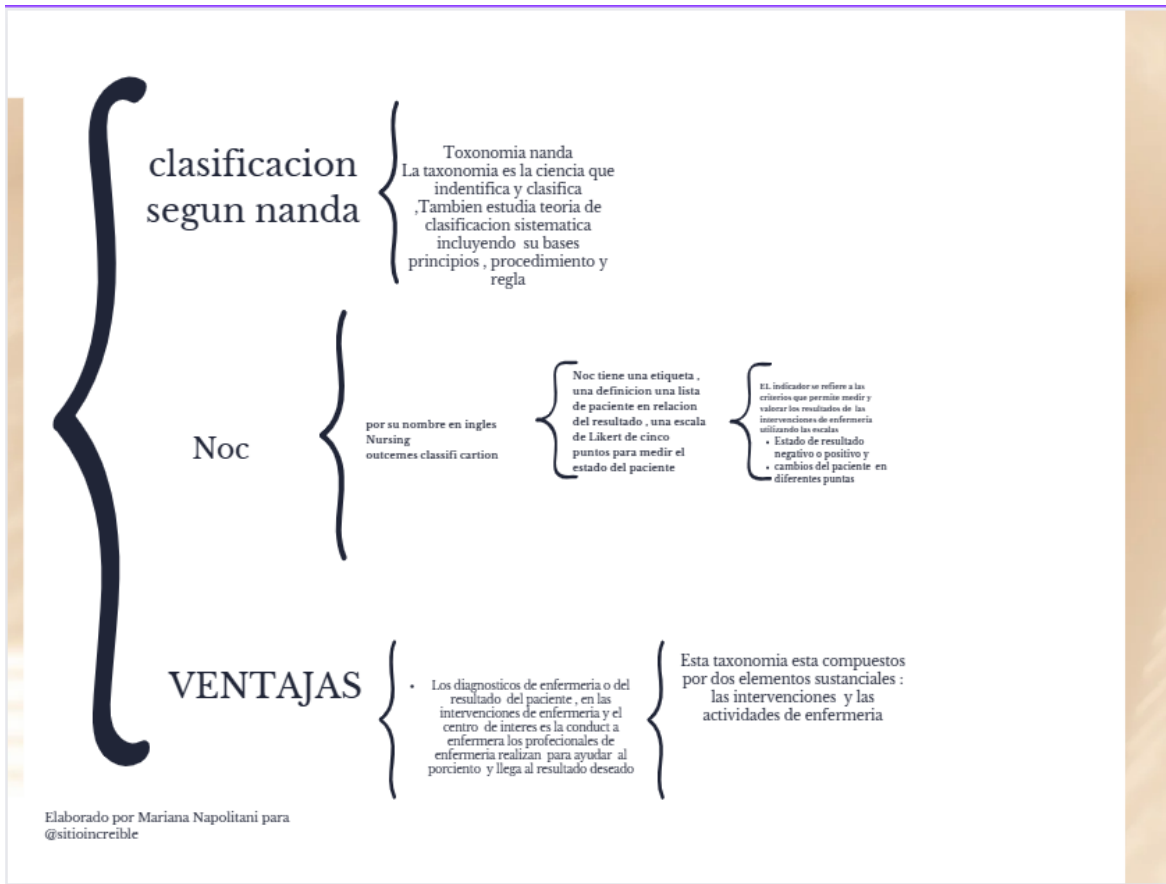 clasificacion
segun nanda
Toxonomia nanda
La taxonomia es la ciencia que
indentifica y clasifica
,Tambien estudia teoria de
clasificacion sistematica
incluyendo su bases
principios , procedimiento y
regla
Noc
por su nombre en ingles
Nursing
outcemes classifi cartion
Noc tiene una etiqueta ,
una definicion una lista
de paciente en relacion
del resultado , una escala
de Likert de cinco
puntos para medir el
estado del paciente
EL indicador se refiere a las
criterios que permite medir y
valorar los resultados de las
intervenciones de enfermeria
utilizando las escalas
• Estado de resultado
negativo o positivo y
• cambios del paciente en
diferentes puntas
VENTAJAS
• Los diagnosticos de enfermeria o del
resultado del paciente , en las
intervenciones de enfermeria y el
centro de interes es la conduct a
enfermera los profecionales de
enfermeria realizan para ayudar al
porciento y llega al resultado deseado
Esta taxonomia esta compuestos
por dos elementos sustanciales :
las intervenciones y las
actividades de enfermeria
Elaborado por Mariana Napolitani para
@sitioincreible